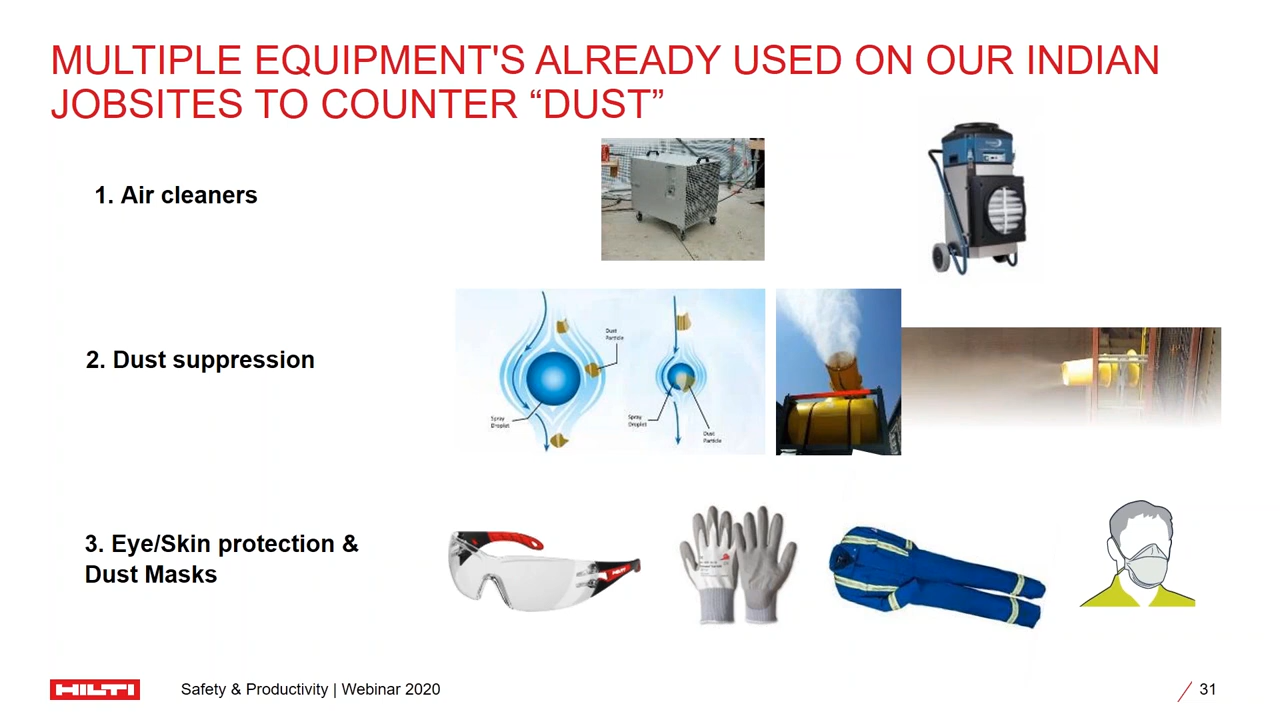 MULTIPLE EQUIPMENT'S ALREADY USED ON OUR INDIAN
JOBSITES TO COUNTER “DUST”
1. Air cleaners
2. Dust suppression
Dust
Particle
Spray
Droplet
Spray
Droplet
Dust
Particle
3. Eye/Skin protection &
Dust Masks
HILTI
HILTI
Safety & Productivity | Webinar 2020
31